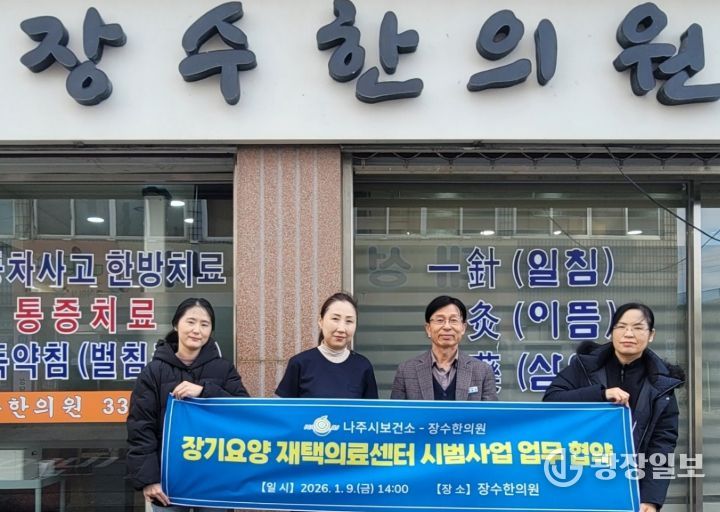 장수한의원
통차사고 한방치료
통증치료
약침 (벌침
한의원 33
一針 (일침)
灸 (이뜸)
(삼
나주시보건소 - 장수한의원
장기요양 재택의료센터 시범사업 업무 협약
【일 시】 2026. 1. 9.(금) 14:00 【장 소】 장수한의원
광장일보